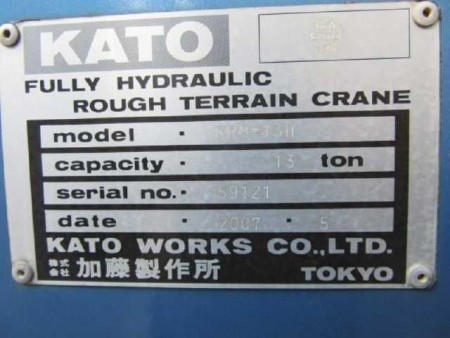 KATO
FULLY HYDRAULIC
ROUGH TERRAIN CRANE
model ·
capacity · 13 ton
serial no. · 59121
date · 2007 · 5
KATO WORKS CO.,LTD.
株式会社 加藤製作所 TOKYO